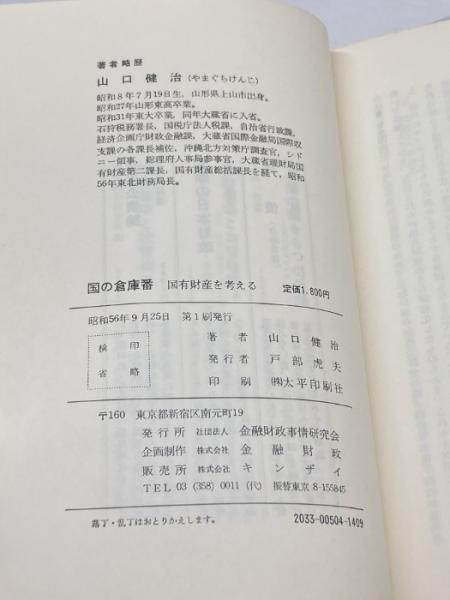 著者略歴
山口健治(やまぐちけんじ)
昭和8年7月19日生,山形県上山市出身。
昭和27年山形東高卒業。
昭和31年東大卒業,同年大蔵省に入省。
石狩税務署長,国税庁法人税課,自治省行政課,
経済企画庁財政金融課,大蔵省国際金融局国際収
支課の各課長補佐,沖縄北方対策庁調査官,シド
ニー領事,総理府人事局参事官,大蔵省理財局国
有財産第二課長,国有財産総括課長を経て,昭和
56年東北財務局長。
国の倉庫番 国有財産を考える 定価1,800円
昭和56年9月25日 第1刷発行
検印
省略
著者 山口健治
発行者 戸部虎夫
印刷 ㈱太平印刷社
〒160 東京都新宿区南元町19
発行所 社団法人 金融財政事情研究会
企画制作 株式会社 金融財政
販売所 株式会社 キンザイ
TEL 03 (358) 0011 (代) 振替東京 8-155845
落丁・乱丁はおとりかえします。 2033-00504-1409